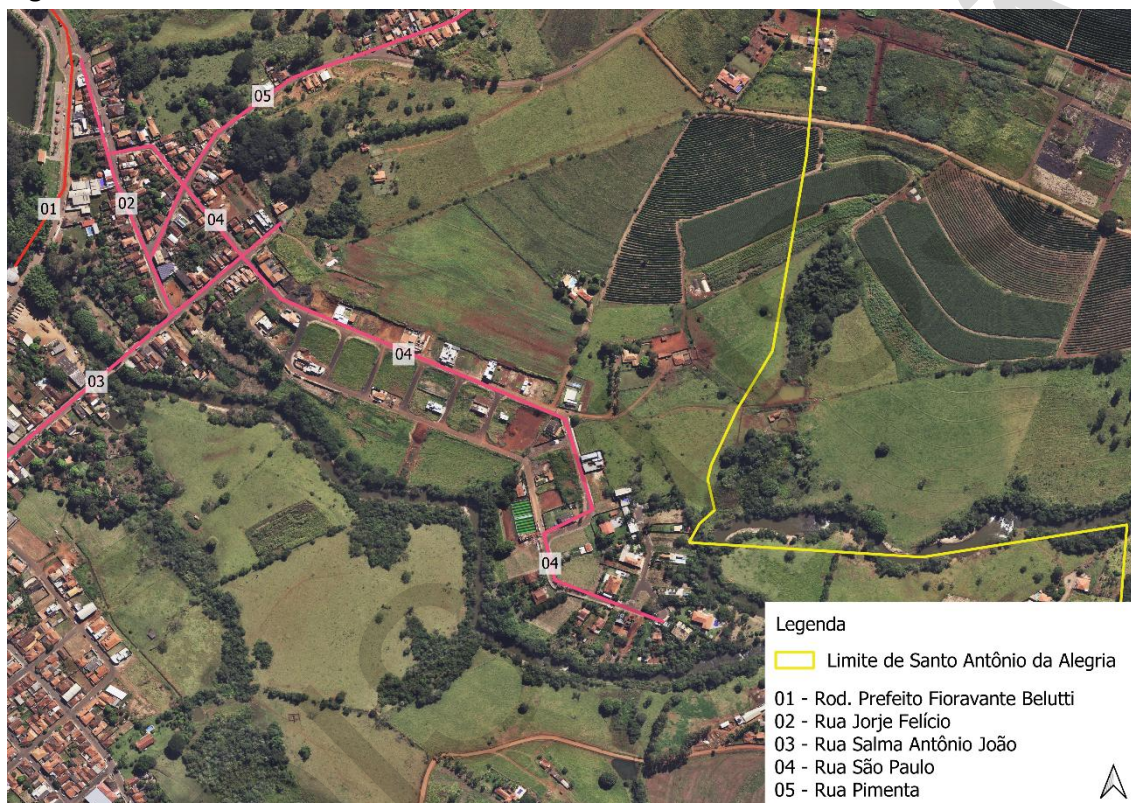 05
01
02
04
04
03
04
Legenda
Limite de Santo Antônio da Alegria
01 - Rod. Prefeito Fioravante Belutti
02 - Rua Jorje Felício
03 - Rua Salma Antônio João
04 - Rua São Paulo
05 - Rua Pimenta